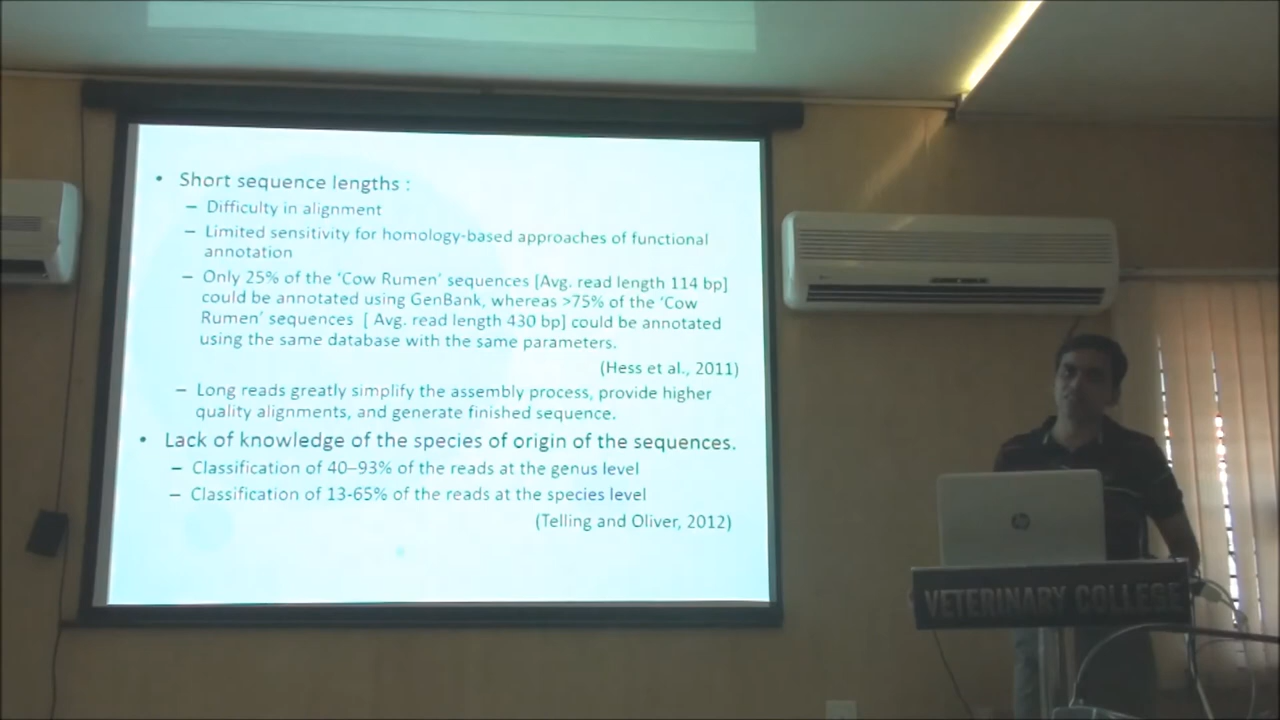 • Short sequence lengths :
– Difficulty in alignment
– Limited sensitivity for homology-based approaches of functional
annotation
– Only 25% of the ‘Cow Rumen’ sequences [Avg. read length 114 bp]
could be annotated using GenBank, whereas >75% of the ‘Cow
Rumen’ sequences [ Avg. read length 430 bp] could be annotated
using the same database with the same parameters.
(Hess et al., 2011)
– Long reads greatly simplify the assembly process, provide higher
quality alignments, and generate finished sequence.
• Lack of knowledge of the species of origin of the sequences.
– Classification of 40–93% of the reads at the genus level
– Classification of 13-65% of the reads at the species level
(Telling and Oliver, 2012)
hp
VETERINARY COLLEGE